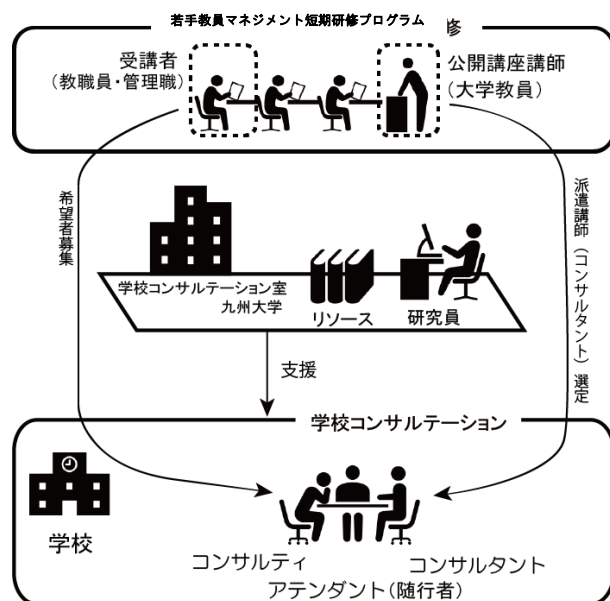 若手教員マネジメント短期研修プログラム
修
受講者
(教職員・管理職)
公開講座講師
(大学教員)
希望者募集
派遣講師(コンサルタント)選定
学校コンサルテーション室
九州大学
リソース
研究員
支援
学校コンサルテーション
学校
コンサルティ
コンサルタント
アテンダント(随行者)